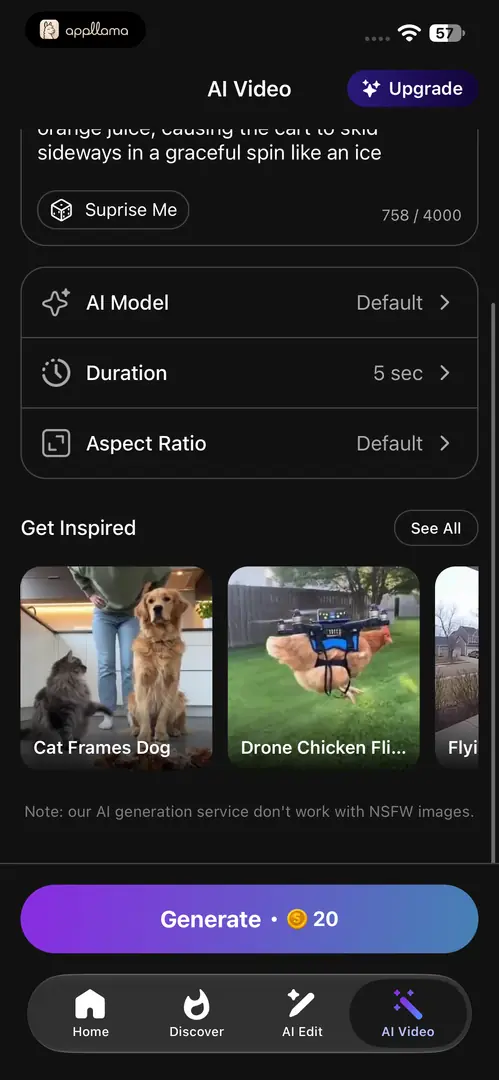 appllama
57
AI Video
Upgrade
orange juice, causing the cart to skid
sideways in a graceful spin like an ice
Suprise Me
758 / 4000
AI Model
Default
Duration
5 sec
Aspect Ratio
Default
Get Inspired
See All
Cat Frames Dog
Drone Chicken Fli...
Flyi
Note: our AI generation service don't work with NSFW images.
Generate • 20
Home
Discover
AI Edit
AI Video